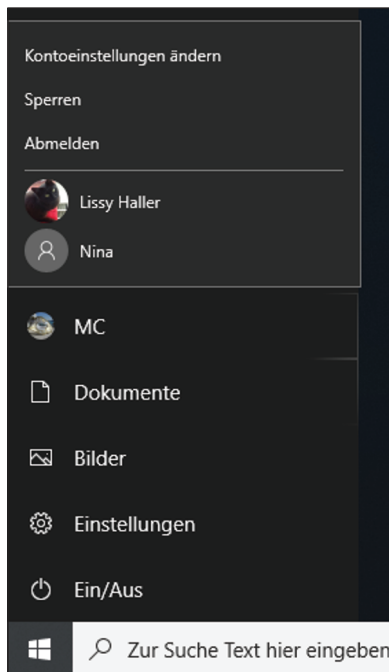 Kontoeinstellungen ändern
Sperren
Abmelden
Lissy Haller
Nina
MC
Dokumente
Bilder
Einstellungen
Ein/Aus
Zur Suche Text hier eingeben